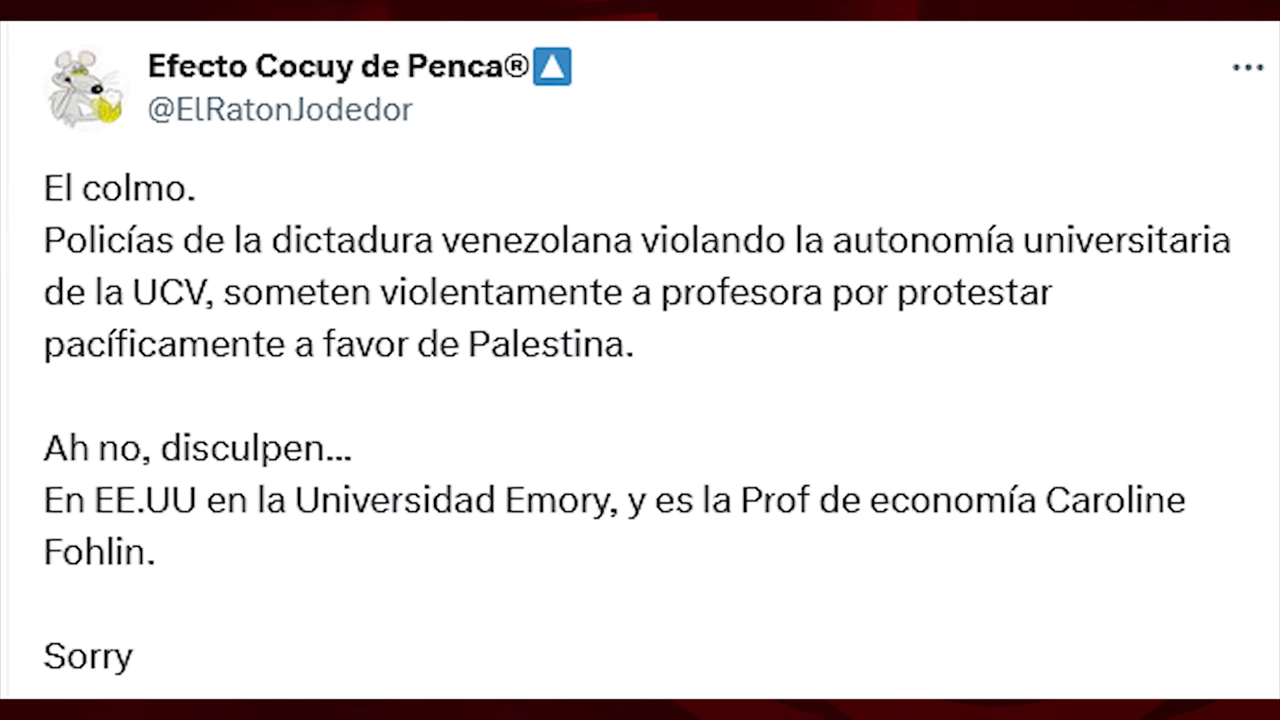 Efecto Cocuy de Penca®
@ElRatonJodedor
El colmo.
Policías de la dictadura venezolana violando la autonomía universitaria
de la UCV, someten violentamente a profesora por protestar
pacíficamente a favor de Palestina.
Ah no, disculpen...
En EE.UU en la Universidad Emory, y es la Prof de economía Caroline
Fohlin.
Sorry